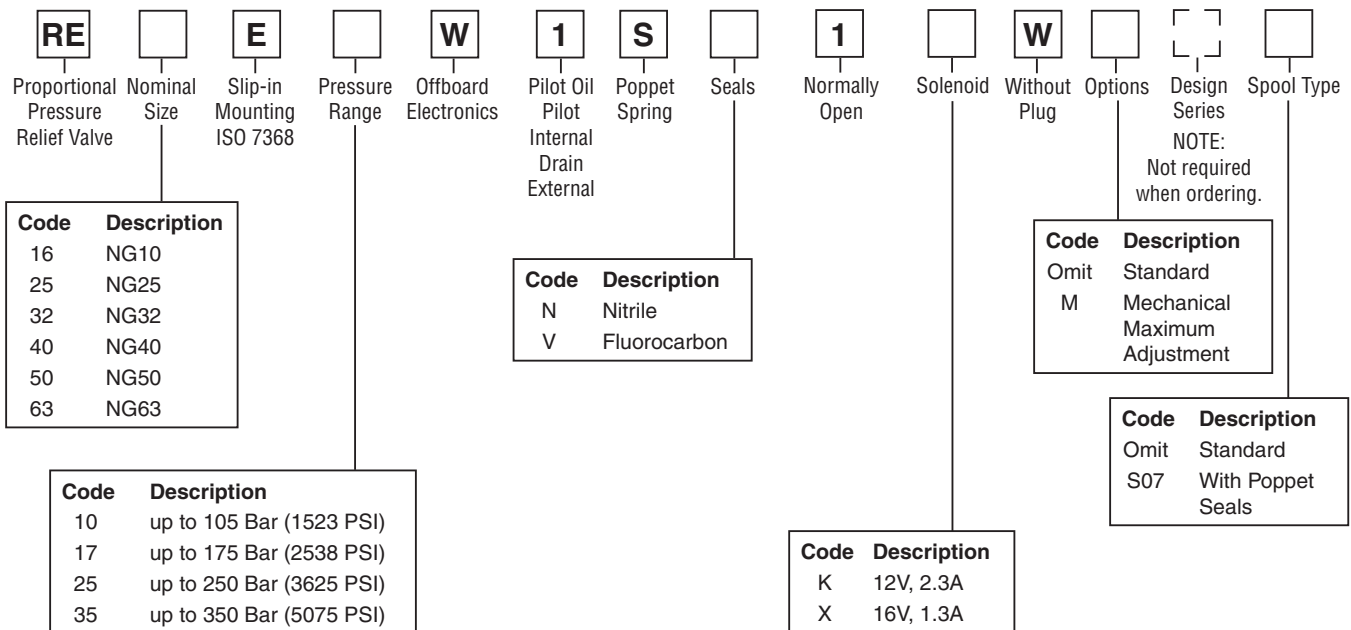 RE E W 1 S 1 W
Proportional
Pressure
Relief Valve
Nominal
Size
Slip-in
Mounting
ISO 7368
Pressure
Range
Offboard
Electronics
Pilot Oil
Pilot
Internal
Drain
External
Poppet
Spring
Seals
Normally
Open
Solenoid
Without
Plug
Options
Design
Series
NOTE:
Not required
when ordering.
Spool Type
Code Description
16 NG10
25 NG25
32 NG32
40 NG40
50 NG50
63 NG63
Code Description
10 up to 105 Bar (1523 PSI)
17 up to 175 Bar (2538 PSI)
25 up to 250 Bar (3625 PSI)
35 up to 350 Bar (5075 PSI)
Code Description
N Nitrile
V Fluorocarbon
Code Description
K 12V, 2.3A
X 16V, 1.3A
Code Description
Omit Standard
M Mechanical
Maximum
Adjustment
Code Description
Omit Standard
S07 With Poppet
Seals